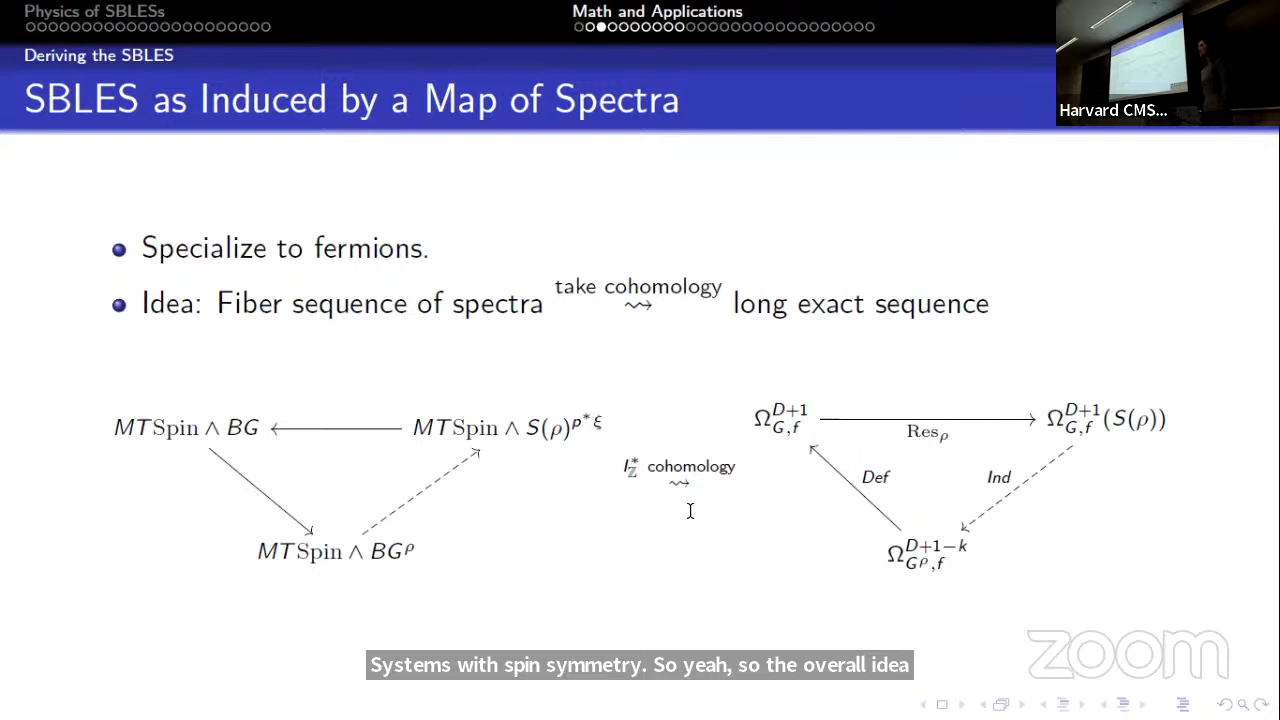 Physics of SBLESs
Math and Applications
Deriving the SBLES
SBLES as Induced by a Map of Spectra
Harvard CMS...
Specialize to fermions.
Idea: Fiber sequence of spectra take cohomology ⇝ long exact sequence
MTSpin ∧ BG ← MTSpin ∧ S(ρ)^{p*ξ}
MTSpin ∧ BG^ρ
I_ℤ^* cohomology ⇝
Ω^{D+1}_{G,f} → Res_ρ Ω^{D+1}_{G,f}(S(ρ))
Def Ind
Ω^{D+1−k}_{G^ρ,f}
Systems with spin symmetry. So yeah, so the overall idea
zoom